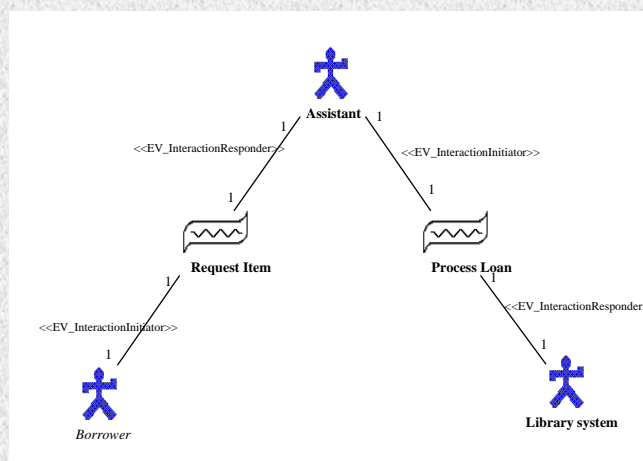 Assistant
1
1
<<EV_InteractionResponder>>
<<EV_InteractionInitiator>>
1
1
Request Item
Process Loan
1
1
<<EV_InteractionResponder
<<EV_InteractionInitiator>>
1
1
Library system
Borrower